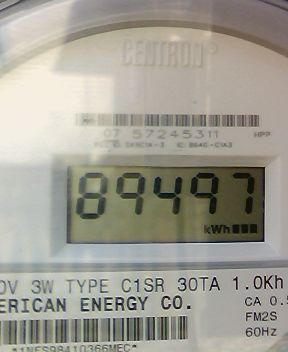 CENTRON®
07 57245311 HPP
89497
kWh
0V 3W TYPE C1SR 30TA 1.0Kh
ERICAN ENERGY CO.
CA 0.5
FM2S
60Hz